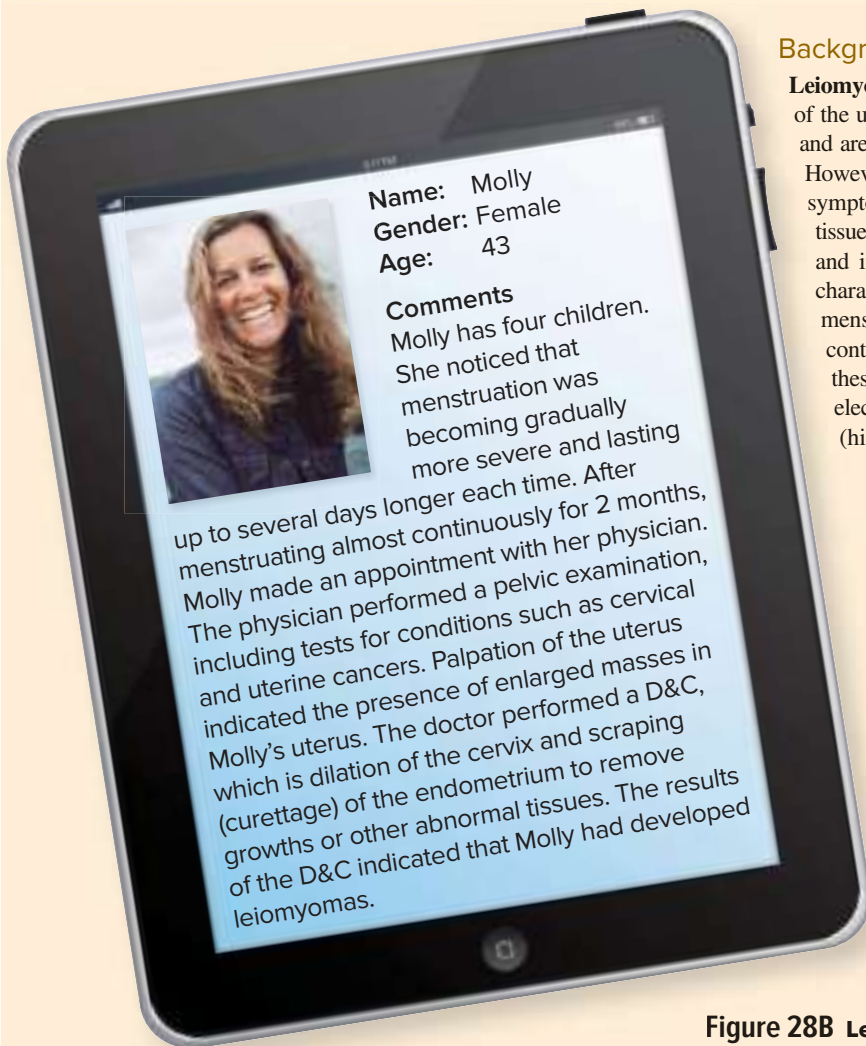 Name: Molly
Gender: Female
Age: 43
Comments
Molly has four children.
She noticed that
menstruation was
becoming gradually
more severe and lasting
up to several days longer each time. After
menstruating almost continuously for 2 months,
Molly made an appointment with her physician.
The physician performed a pelvic examination,
including tests for conditions such as cervical
and uterine cancers. Palpation of the uterus
indicated the presence of enlarged masses in
Molly's uterus. The doctor performed a D&C,
which is dilation of the cervix and scraping
(curettage) of the endometrium to remove
growths or other abnormal tissues. The results
of the D&C indicated that Molly had developed
leiomyomas.
Backgr
Leiomy
of the u
and are
Howev
sympt
tissue
and i
chara
mens
cont
thes
elec
(hi
Figure 28B Le